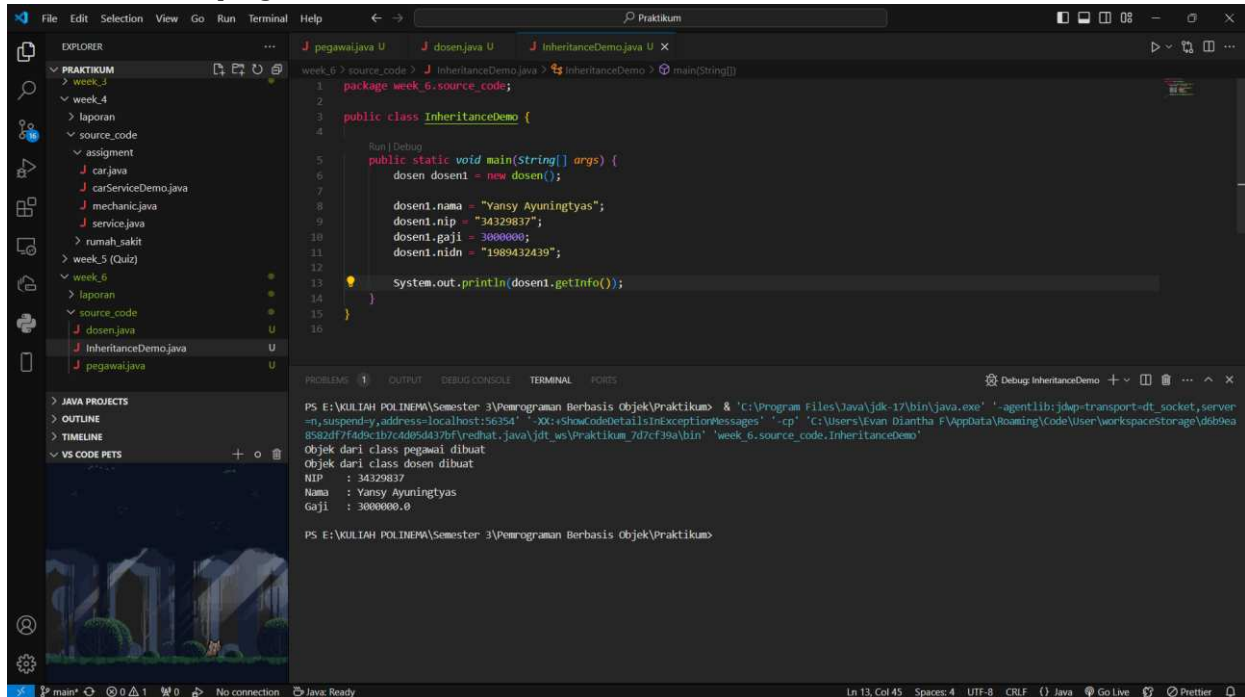 File Edit Selection View Go Run Terminal Help
Praktikum
EXPLORER
PRAKTIKUM
week_3
week_4
laporan
source_code
assigment
car.java
carServiceDemo.java
mechanic.java
service.java
rumah_sakit
week_5 (Quiz)
week_6
laporan
source_code
dosen.java U
InheritanceDemo.java U
pegawai.java U
JAVA PROJECTS
OUTLINE
TIMELINE
VS CODE PETS
pegawai.java U dosen.java U InheritanceDemo.java U
week_6 > source_code > InheritanceDemo.java > InheritanceDemo > main(String[])
1 package week_6.source_code;
2
3 public class InheritanceDemo {
4
Run | Debug
5 public static void main(String[] args) {
6 dosen dosen1 = new dosen();
7
8 dosen1.nama = "Yansy Ayuningtyas";
9 dosen1.nip = "34329837";
10 dosen1.gaji = 3000000;
11 dosen1.nidn = "1989432439";
12
13 System.out.println(dosen1.getInfo());
14 }
15 }
16
PROBLEMS 1 OUTPUT DEBUG CONSOLE TERMINAL PORTS
Debug: InheritanceDemo
PS E:\KULIAH POLINEMA\Semester 3\Pemrograman Berbasis Objek\Praktikum> & 'C:\Program Files\Java\jdk-17\bin\java.exe' '-agentlib:jdwp=transport=dt_socket,server
=n,suspend=y,address=localhost:56354' '-XX:+ShowCodeDetailsInExceptionMessages' '-cp' 'C:\Users\Evan Diantha F\AppData\Roaming\Code\User\workspaceStorage\d6b9ea
8582df7f4d9c1b7c4d05d437bf\redhat.java\jdt_ws\Praktikum_7d7cf39a\bin' 'week_6.source_code.InheritanceDemo'
Objek dari class pegawai dibuat
Objek dari class dosen dibuat
NIP : 34329837
Nama : Yansy Ayuningtyas
Gaji : 3000000.0
PS E:\KULIAH POLINEMA\Semester 3\Pemrograman Berbasis Objek\Praktikum>
main* 0 1 0 No connection Java: Ready Ln 13, Col 45 Spaces: 4 UTF-8 CRLF {} Java Go Live Prettier